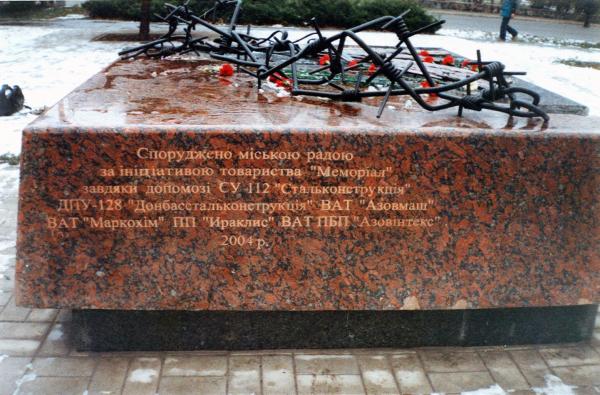 Споруджено міською радою
за ініціативою товариства "Меморіал"
завдяки допомозі СУ-112 "Стальконструкція"
ДПУ-128 "Донбасстальконструкція" ВАТ "Азовмаш"
ВАТ "Маркохім" ПП "Іраклис" ВАТ ПБП "Азовінтекс"
2004 р.